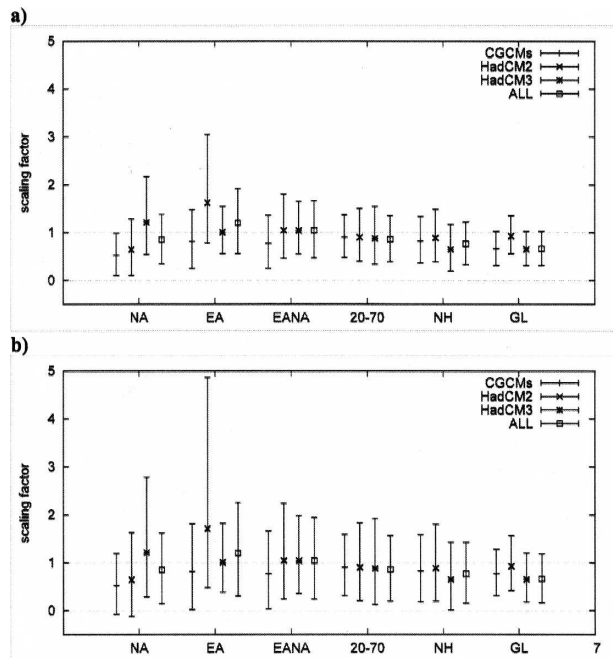 a)
5
4
3
2
1
0
scaling factor
CGCMs
HadCM2
HadCM3
ALL
NA EA EANA 20-70 NH GL
b)
5
4
3
2
1
0
scaling factor
CGCMs
HadCM2
HadCM3
ALL
NA EA EANA 20-70 NH GL 7